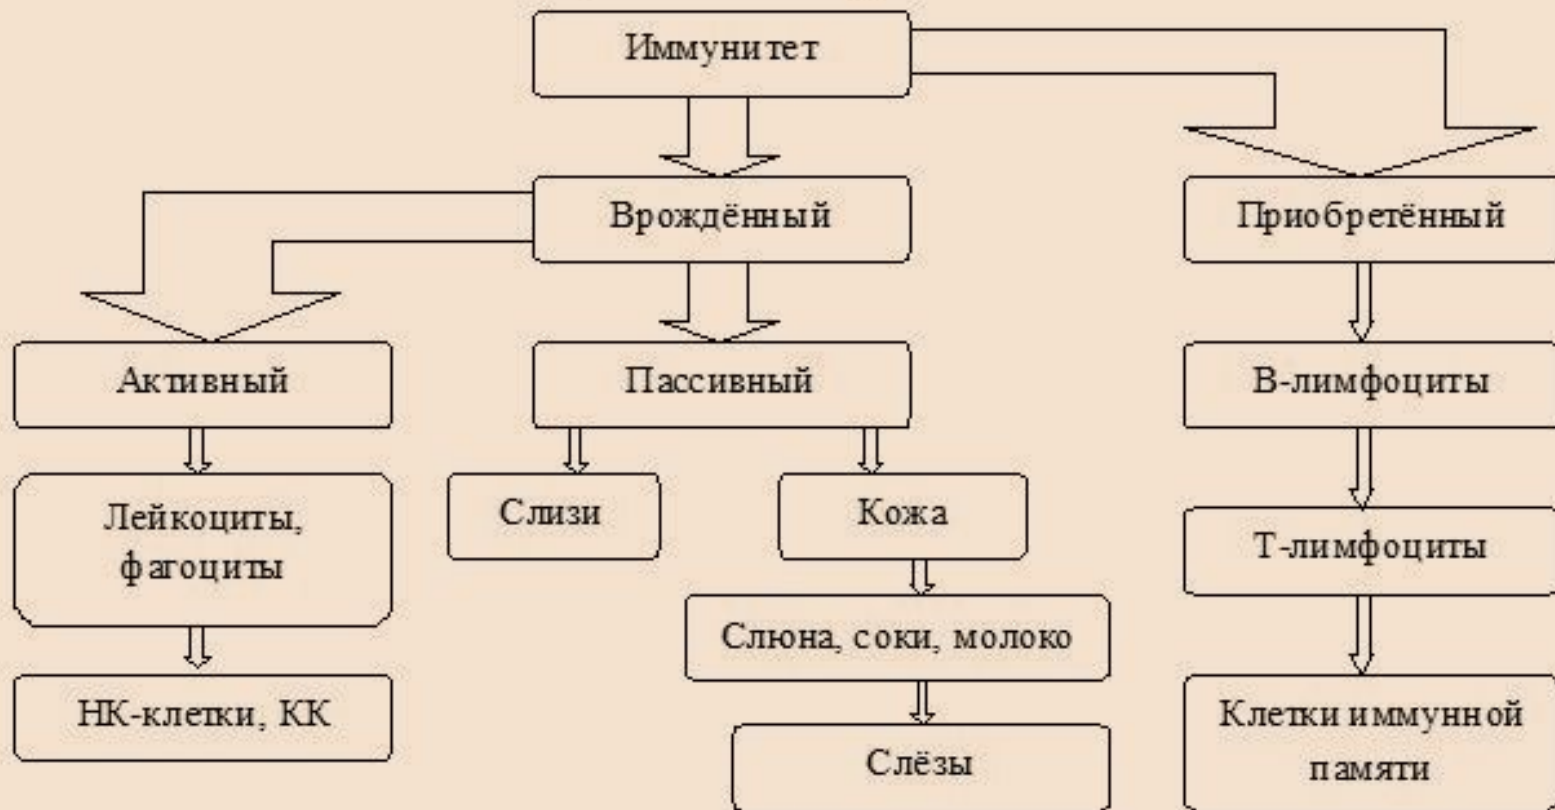 Иммунитет
Врождённый
Приобретённый
Активный
Пассивный
В-лимфоциты
Лейкоциты,
фагоциты
Слизи
Кожа
Т-лимфоциты
Слюна, соки, молоко
НК-клетки, КК
Слёзы
Клетки иммунной
памяти